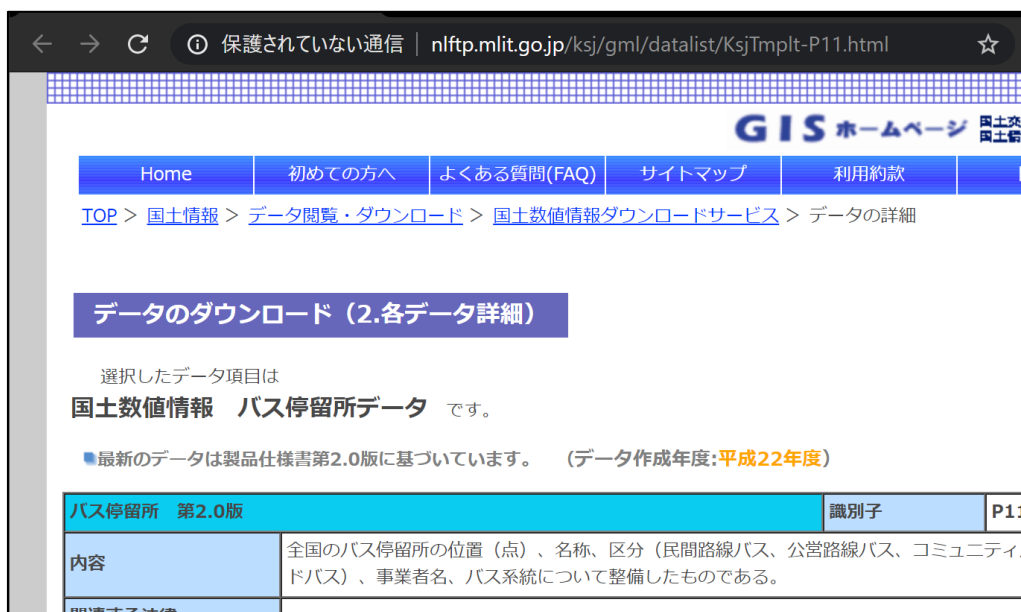 保護されていない通信 | nlftp.mlit.go.jp/ksj/gml/datalist/KsjTmplt-P11.html
GIS ホームページ
Home 初めての方へ よくある質問(FAQ) サイトマップ 利用約款
TOP > 国土情報 > データ閲覧・ダウンロード > 国土数値情報ダウンロードサービス > データの詳細
データのダウンロード（2.各データ詳細）
選択したデータ項目は
国土数値情報　バス停留所データ です。
最新のデータは製品仕様書第2.0版に基づいています。 （データ作成年度:平成22年度）
バス停留所　第2.0版 識別子 P11
内容 全国のバス停留所の位置（点）、名称、区分（民間路線バス、公営路線バス、コミュニティ
ドバス）、事業者名、バス系統について整備したものである。
関連する法律